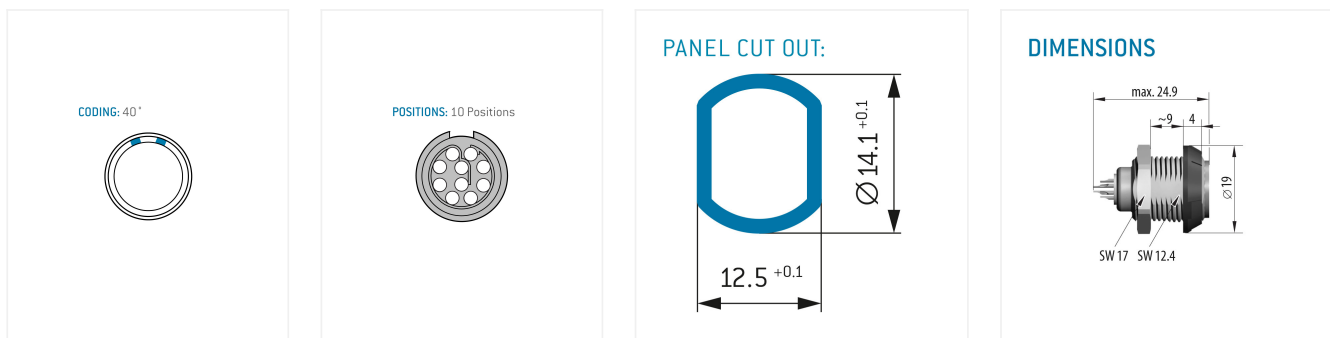 CODING: 40°
POSITIONS: 10 Positions
PANEL CUT OUT:
Ø14.1 +0.1
12.5 +0.1
DIMENSIONS
max. 24.9
~9
4
Ø19
SW 17
SW 12.4